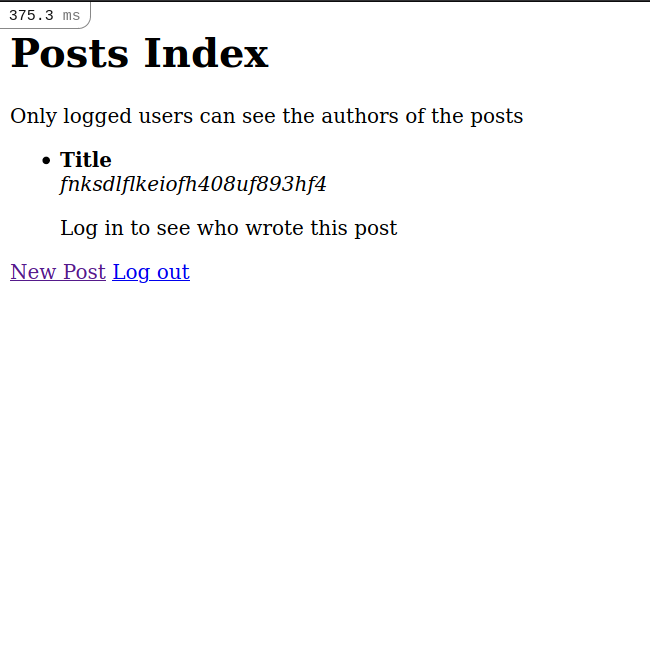 375.3 ms
Posts Index
Only logged users can see the authors of the posts
Title
fnksdlflkeiofh408uf893hf4
Log in to see who wrote this post
New Post Log out